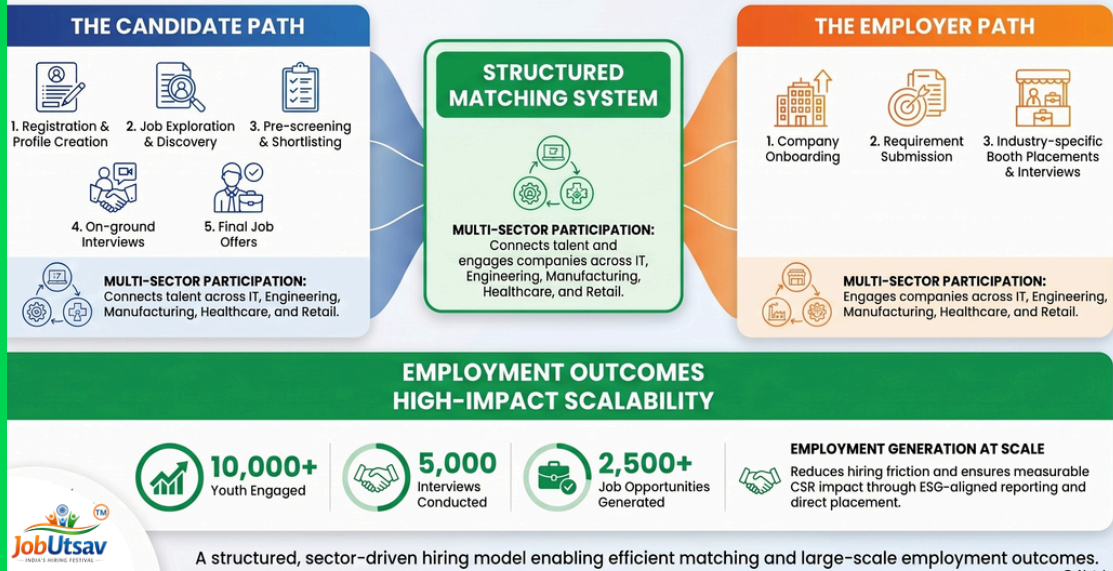 THE CANDIDATE PATH
1. Registration &
Profile Creation
2. Job Exploration
& Discovery
3. Pre-screening
& Shortlisting
4. On-ground
Interviews
5. Final Job
Offers
MULTI-SECTOR PARTICIPATION:
Connects talent across IT, Engineering,
Manufacturing, Healthcare, and Retail.
STRUCTURED
MATCHING SYSTEM
MULTI-SECTOR PARTICIPATION:
Connects talent and
engages companies across IT,
Engineering, Manufacturing,
Healthcare, and Retail.
THE EMPLOYER PATH
1. Company
Onboarding
2. Requirement
Submission
3. Industry-specific
Booth Placements
& Interviews
MULTI-SECTOR PARTICIPATION:
Engages companies across IT, Engineering,
Manufacturing, Healthcare, and Retail.
EMPLOYMENT OUTCOMES
HIGH-IMPACT SCALABILITY
10,000+
Youth Engaged
5,000
Interviews
Conducted
2,500+
Job Opportunities
Generated
EMPLOYMENT GENERATION AT SCALE
Reduces hiring friction and ensures measurable
CSR impact through ESG-aligned reporting and
direct placement.
TM
JobUtsav
INDIA'S HIRING FESTIVAL
A structured, sector-driven hiring model enabling efficient matching and large-scale employment outcomes.